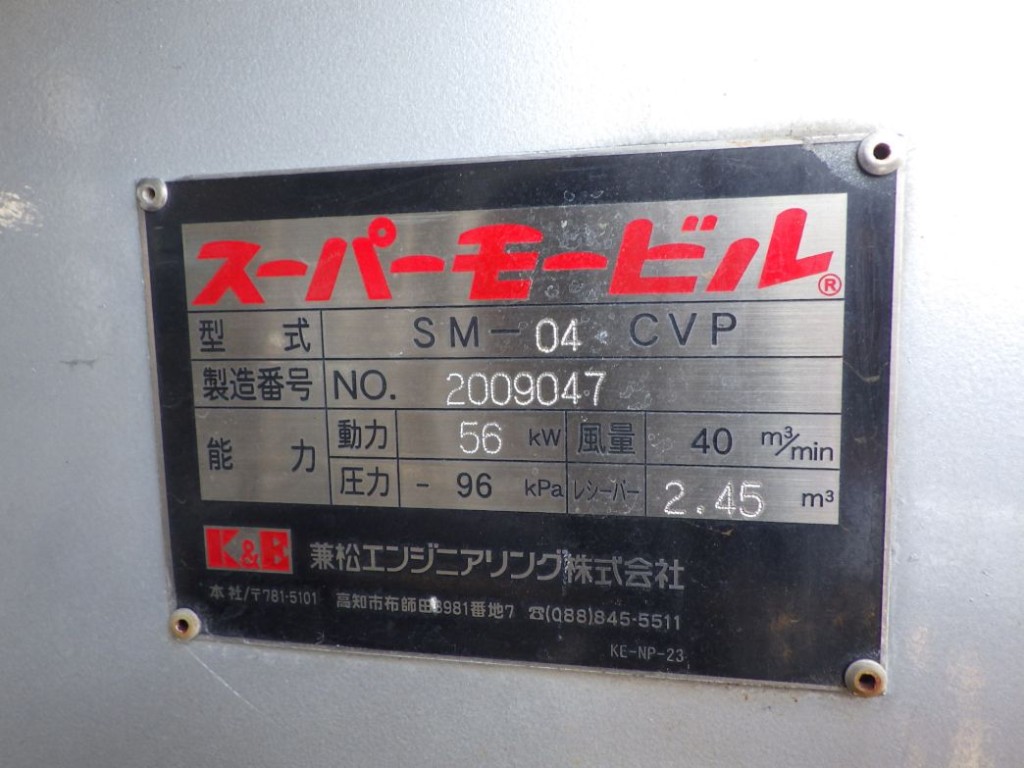 スーパーモービル®
型式 SM-04 CVP
製造番号 NO. 2009047
能力 動力 56 kW 風量 40 m³/min
圧力 - 96 kPa レシーバー 2.45 m³
K&E 兼松エンジニアリング株式会社
本社/〒781-5101 高知市布師田3981番地7 ☎(088)845-5511
KE-NP-23